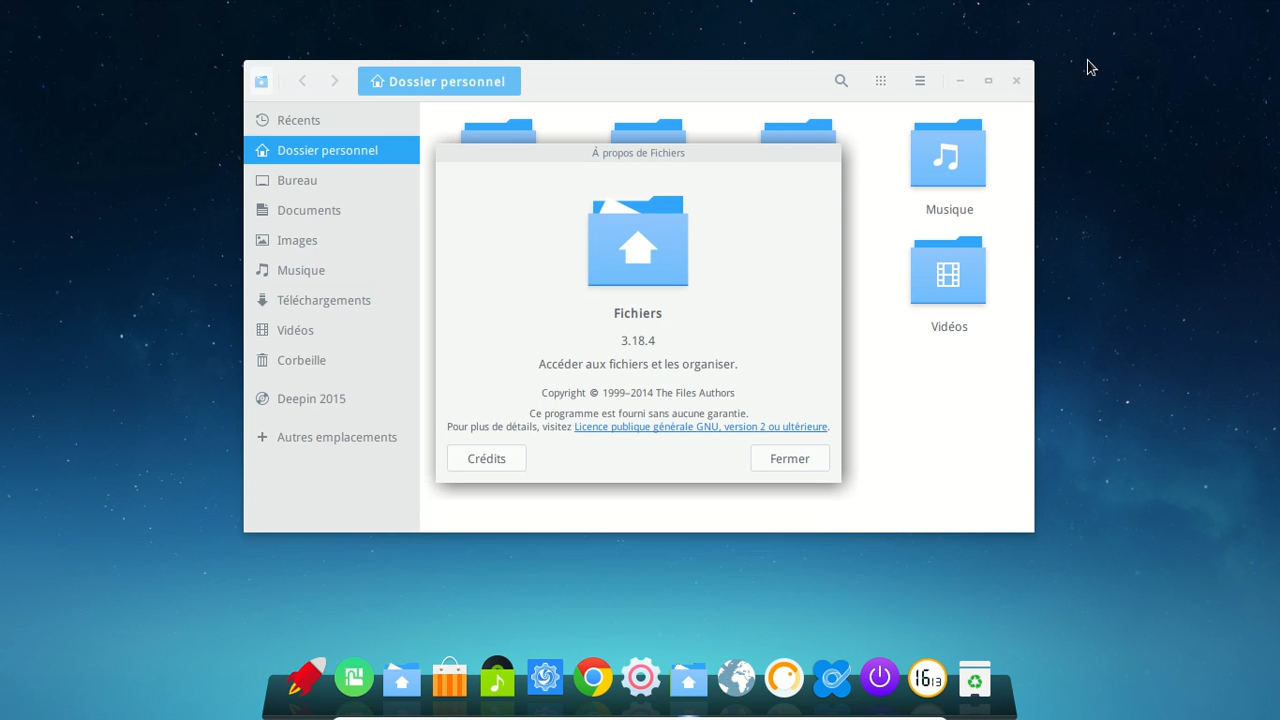 Dossier personnel
Récents
Dossier personnel
Bureau
Documents
Images
Musique
Téléchargements
Vidéos
Corbeille
Deepin 2015
Autres emplacements
Musique
Vidéos
À propos de Fichiers
Fichiers
3.18.4
Accéder aux fichiers et les organiser.
Copyright © 1999–2014 The Files Authors
Ce programme est fourni sans aucune garantie.
Pour plus de détails, visitez Licence publique générale GNU, version 2 ou ultérieure.
Crédits
Fermer
16 13